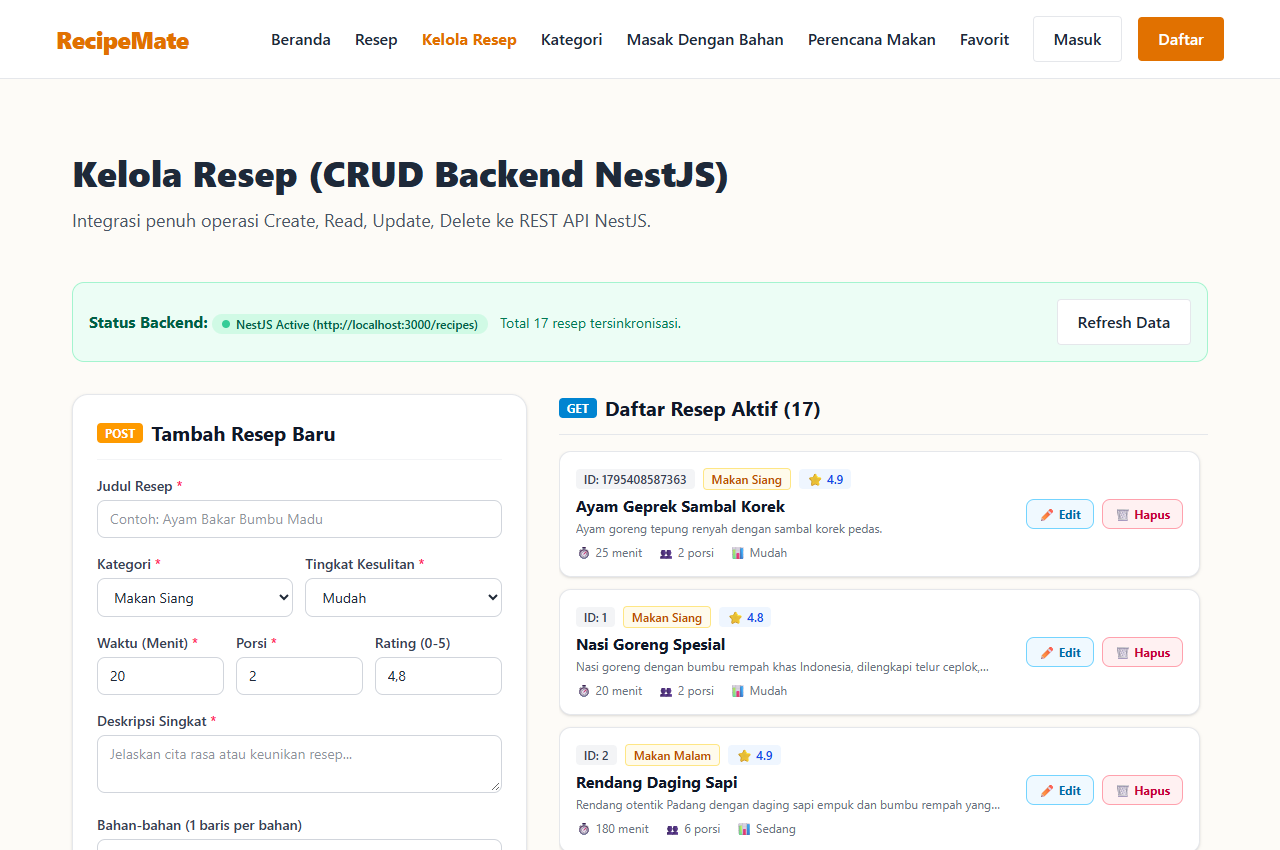 RecipeMate
Beranda
Resep
Kelola Resep
Kategori
Masak Dengan Bahan
Perencana Makan
Favorit
Masuk
Daftar
Kelola Resep (CRUD Backend NestJS)
Integrasi penuh operasi Create, Read, Update, Delete ke REST API NestJS.
Status Backend: NestJS Active (http://localhost:3000/recipes) Total 17 resep tersinkronisasi.
Refresh Data
POST Tambah Resep Baru
Judul Resep *
Contoh: Ayam Bakar Bumbu Madu
Kategori *
Tingkat Kesulitan *
Makan Siang
Mudah
Waktu (Menit) *
Porsi *
Rating (0-5)
20
2
4,8
Deskripsi Singkat *
Jelaskan cita rasa atau keunikan resep...
Bahan-bahan (1 baris per bahan)
GET Daftar Resep Aktif (17)
ID: 1795408587363 Makan Siang 4.9
Ayam Geprek Sambal Korek
Ayam goreng tepung renyah dengan sambal korek pedas.
25 menit 2 porsi Mudah
Edit
Hapus
ID: 1 Makan Siang 4.8
Nasi Goreng Spesial
Nasi goreng dengan bumbu rempah khas Indonesia, dilengkapi telur ceplok,...
20 menit 2 porsi Mudah
Edit
Hapus
ID: 2 Makan Malam 4.9
Rendang Daging Sapi
Rendang otentik Padang dengan daging sapi empuk dan bumbu rempah yang...
180 menit 6 porsi Sedang
Edit
Hapus